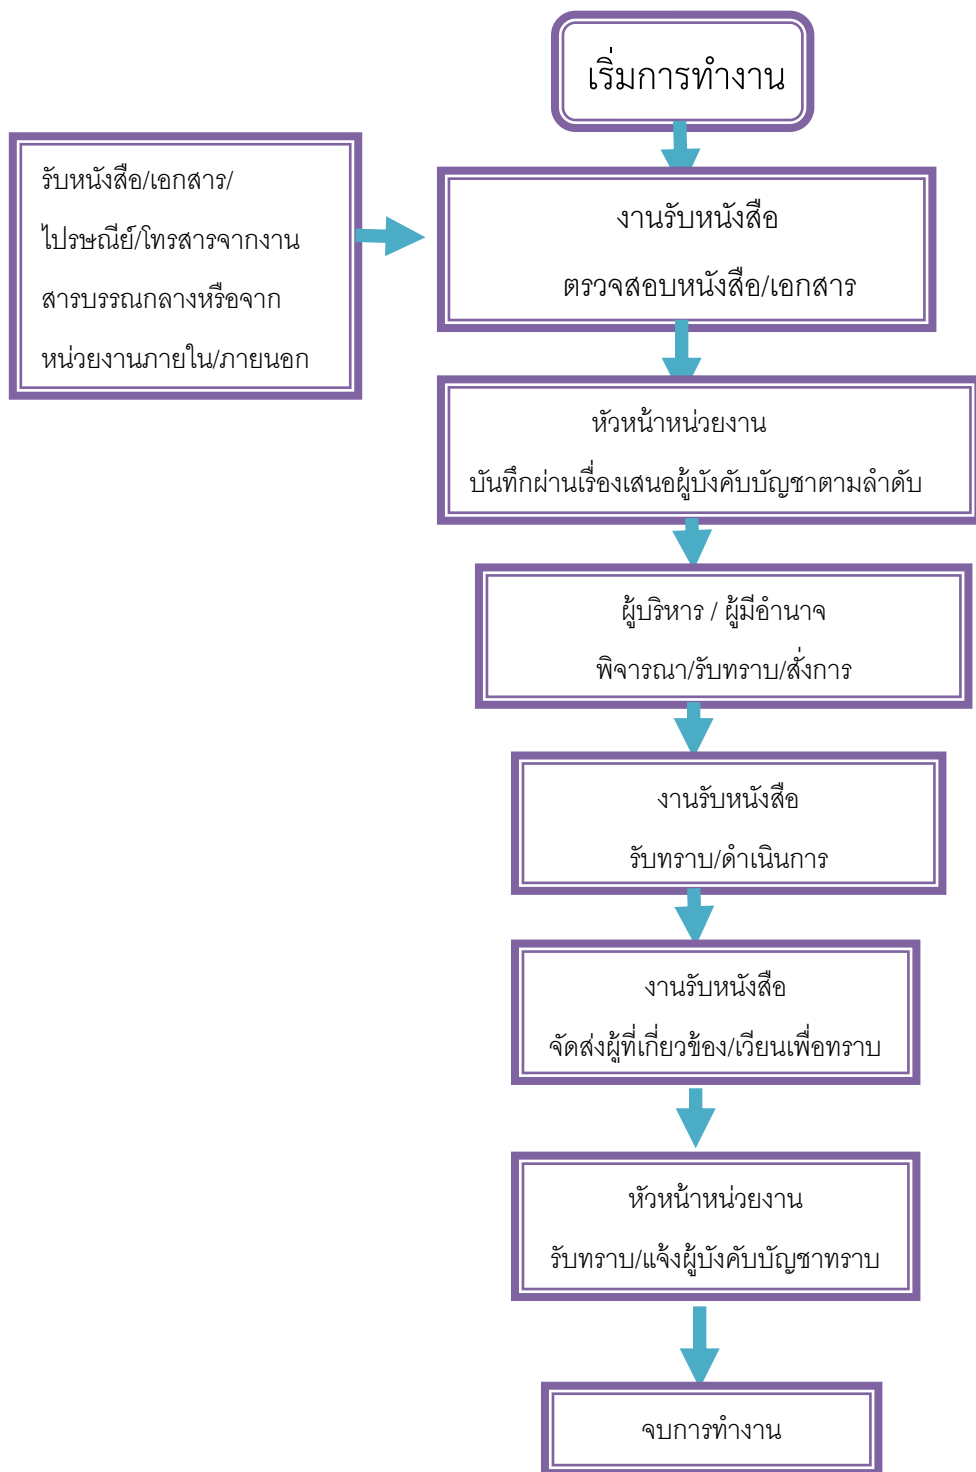 เริ่มการทำงาน
รับหนังสือ/เอกสาร/
ไปรษณีย์/โทรสารจากงาน
สารบรรณกลางหรือจาก
หน่วยงานภายใน/ภายนอก
งานรับหนังสือ
ตรวจสอบหนังสือ/เอกสาร
หัวหน้าหน่วยงาน
บันทึกผ่านเรื่องเสนอผู้บังคับบัญชาตามลำดับ
ผู้บริหาร / ผู้มีอำนาจ
พิจารณา/รับทราบ/สั่งการ
งานรับหนังสือ
รับทราบ/ดำเนินการ
งานรับหนังสือ
จัดส่งผู้ที่เกี่ยวข้อง/เวียนเพื่อทราบ
หัวหน้าหน่วยงาน
รับทราบ/แจ้งผู้บังคับบัญชาทราบ
จบการทำงาน